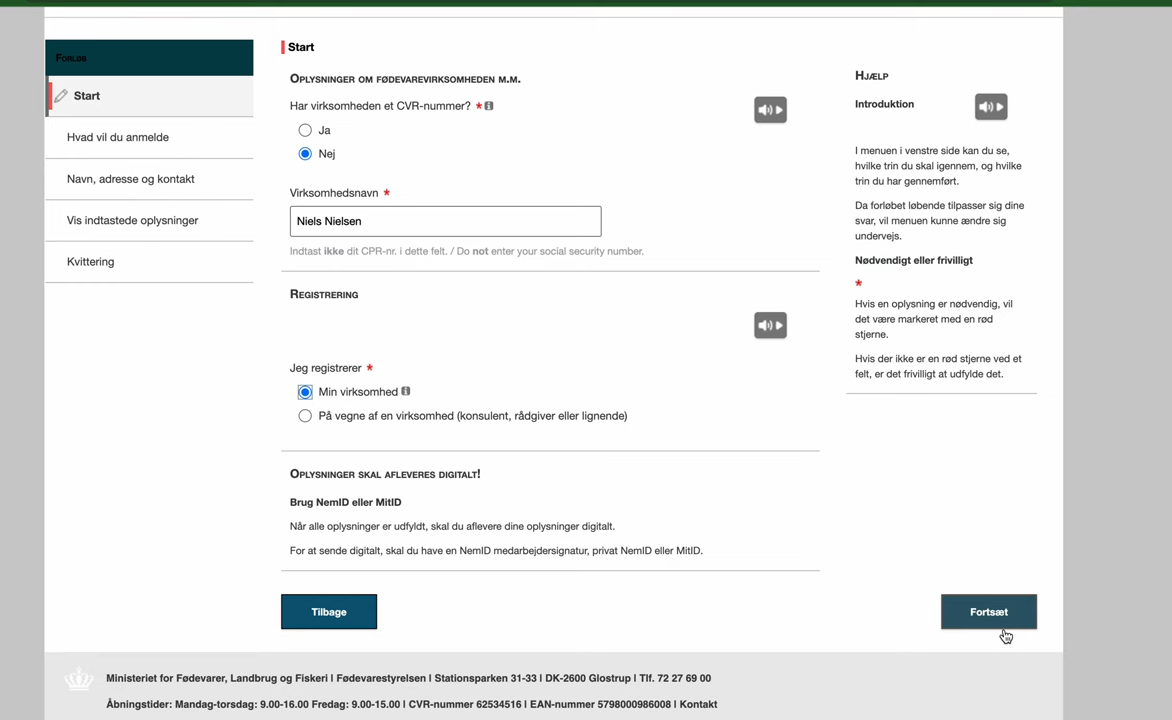 Forløb
Start
Hvad vil du anmelde
Navn, adresse og kontakt
Vis indtastede oplysninger
Kvittering
Start
Oplysninger om fødevarevirksomheden m.m.
Har virksomheden et CVR-nummer? *
Ja
Nej
Virksomhedsnavn *
Niels Nielsen
Indtast ikke dit CPR-nr. i dette felt. / Do not enter your social security number.
Registrering
Jeg registrerer *
Min virksomhed
På vegne af en virksomhed (konsulent, rådgiver eller lignende)
Oplysninger skal afleveres digitalt!
Brug NemID eller MitID
Når alle oplysninger er udfyldt, skal du aflevere dine oplysninger digitalt.
For at sende digitalt, skal du have en NemID medarbejdersignatur, privat NemID eller MitID.
Tilbage
Fortsæt
Hjælp
Introduktion
I menuen i venstre side kan du se,
hvilke trin du skal igennem, og hvilke
trin du har gennemført.
Da forløbet løbende tilpasser sig dine
svar, vil menuen kunne ændre sig
undervejs.
Nødvendigt eller frivilligt
*
Hvis en oplysning er nødvendig, vil
det være markeret med en rød
stjerne.
Hvis der ikke er en rød stjerne ved et
felt, er det frivilligt at udfylde det.
Ministeriet for Fødevarer, Landbrug og Fiskeri | Fødevarestyrelsen | Stationsparken 31-33 | DK-2600 Glostrup | Tlf. 72 27 69 00
Åbningstider: Mandag-torsdag: 9.00-16.00 Fredag: 9.00-15.00 | CVR-nummer 62534516 | EAN-nummer 5798000986008 | Kontakt